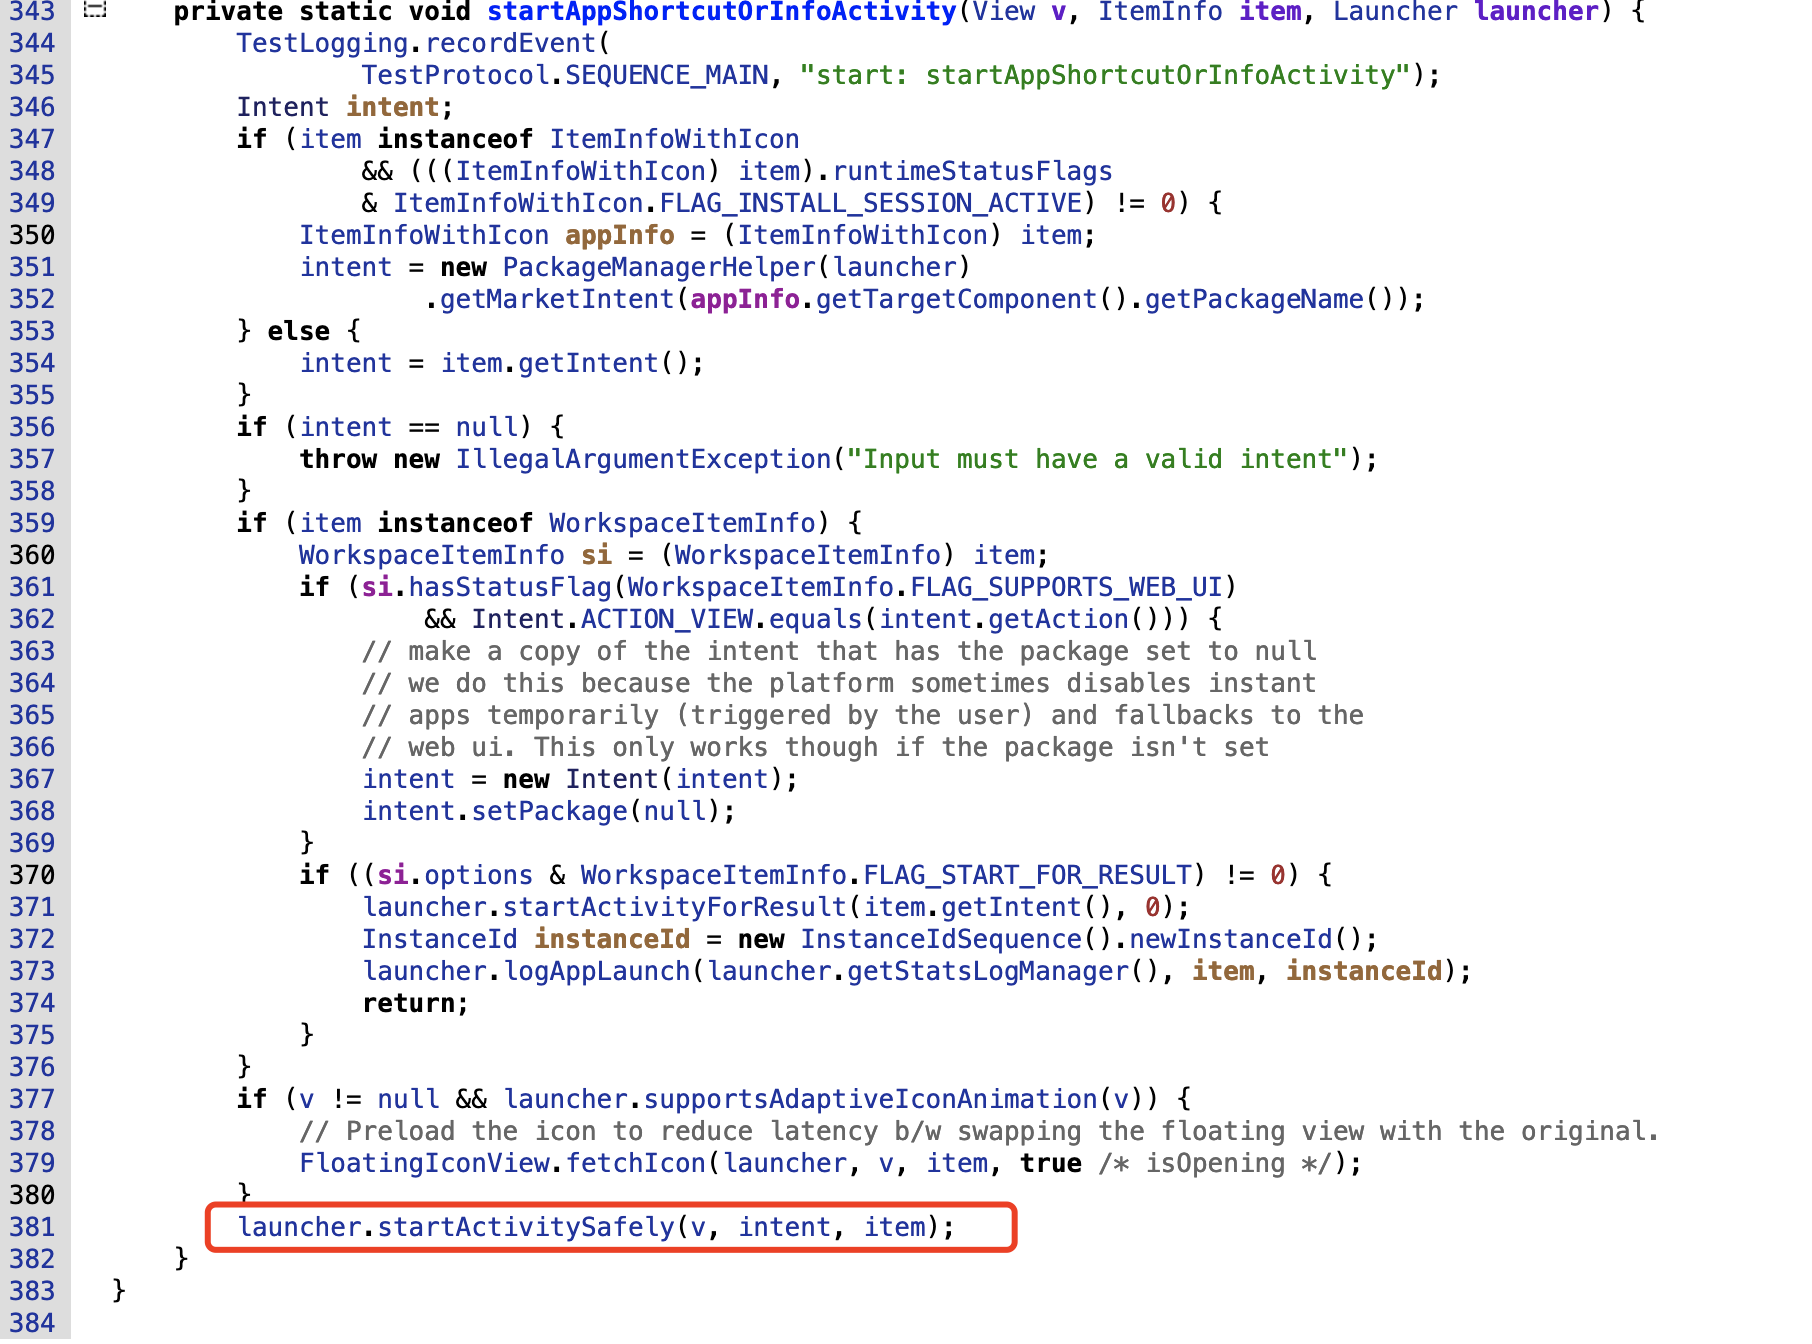 343 private static void startAppShortcutOrInfoActivity(View v, ItemInfo item, Launcher launcher) {
344 TestLogging.recordEvent(
345 TestProtocol.SEQUENCE_MAIN, "start: startAppShortcutOrInfoActivity");
346 Intent intent;
347 if (item instanceof ItemInfoWithIcon
348 && (((ItemInfoWithIcon) item).runtimeStatusFlags
349 & ItemInfoWithIcon.FLAG_INSTALL_SESSION_ACTIVE) != 0) {
350 ItemInfoWithIcon appInfo = (ItemInfoWithIcon) item;
351 intent = new PackageManagerHelper(launcher)
352 .getMarketIntent(appInfo.getTargetComponent().getPackageName());
353 } else {
354 intent = item.getIntent();
355 }
356 if (intent == null) {
357 throw new IllegalArgumentException("Input must have a valid intent");
358 }
359 if (item instanceof WorkspaceItemInfo) {
360 WorkspaceItemInfo si = (WorkspaceItemInfo) item;
361 if (si.hasStatusFlag(WorkspaceItemInfo.FLAG_SUPPORTS_WEB_UI)
362 && Intent.ACTION_VIEW.equals(intent.getAction())) {
363 // make a copy of the intent that has the package set to null
364 // we do this because the platform sometimes disables instant
365 // apps temporarily (triggered by the user) and fallbacks to the
366 // web ui. This only works though if the package isn't set
367 intent = new Intent(intent);
368 intent.setPackage(null);
369 }
370 if ((si.options & WorkspaceItemInfo.FLAG_START_FOR_RESULT) != 0) {
371 launcher.startActivityForResult(item.getIntent(), 0);
372 InstanceId instanceId = new InstanceIdSequence().newInstanceId();
373 launcher.logAppLaunch(launcher.getStatsLogManager(), item, instanceId);
374 return;
375 }
376 }
377 if (v != null && launcher.supportsAdaptiveIconAnimation(v)) {
378 // Preload the icon to reduce latency b/w swapping the floating view with the original.
379 FloatingIconView.fetchIcon(launcher, v, item, true /* isOpening */);
380 }
381 launcher.startActivitySafely(v, intent, item);
382 }
383 }
384